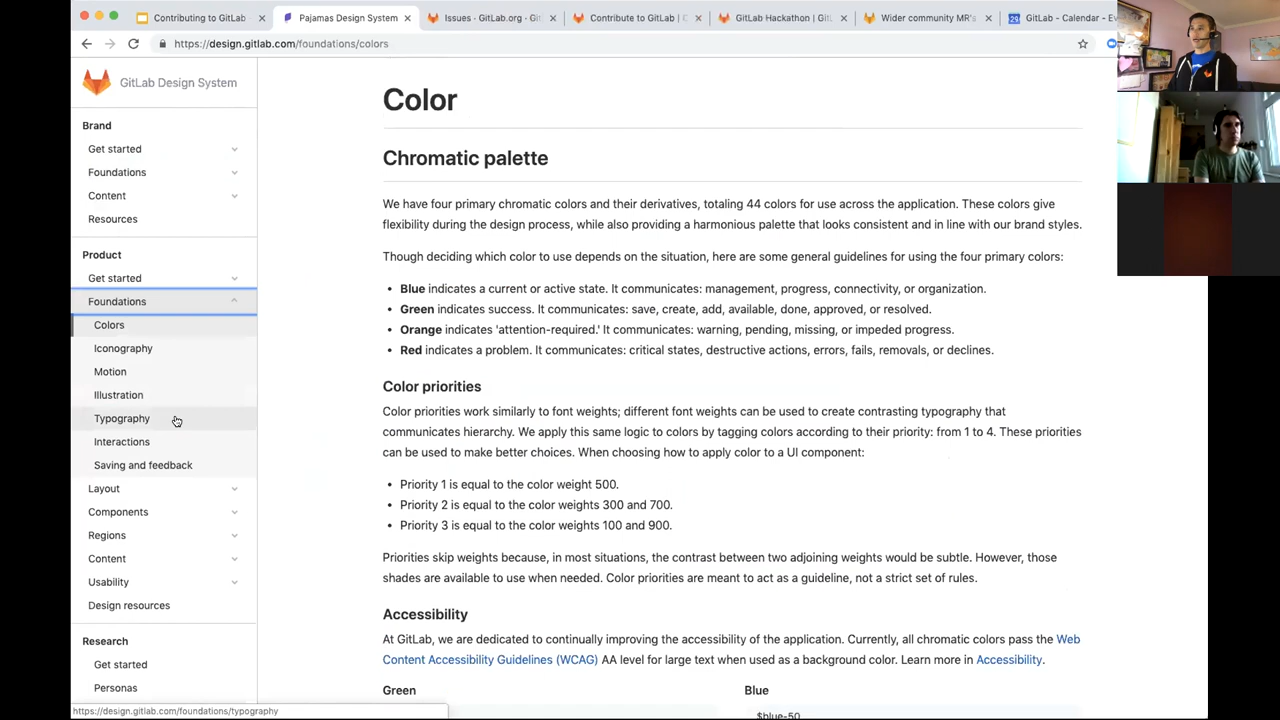 Contributing to GitLab
Pajamas Design System
Issues · GitLab.org · Gi
Contribute to GitLab |
GitLab Hackathon | GitL
Wider community MR's
GitLab - Calendar - Ev
https://design.gitlab.com/foundations/colors
GitLab Design System
Brand
Get started
Foundations
Content
Resources
Product
Get started
Foundations
Colors
Iconography
Motion
Illustration
Typography
Interactions
Saving and feedback
Layout
Components
Regions
Content
Usability
Design resources
Research
Get started
Personas
https://design.gitlab.com/foundations/typography
Color
Chromatic palette
We have four primary chromatic colors and their derivatives, totaling 44 colors for use across the application. These colors give
flexibility during the design process, while also providing a harmonious palette that looks consistent and in line with our brand styles.
Though deciding which color to use depends on the situation, here are some general guidelines for using the four primary colors:
• Blue indicates a current or active state. It communicates: management, progress, connectivity, or organization.
• Green indicates success. It communicates: save, create, add, available, done, approved, or resolved.
• Orange indicates 'attention-required.' It communicates: warning, pending, missing, or impeded progress.
• Red indicates a problem. It communicates: critical states, destructive actions, errors, fails, removals, or declines.
Color priorities
Color priorities work similarly to font weights; different font weights can be used to create contrasting typography that
communicates hierarchy. We apply this same logic to colors by tagging colors according to their priority: from 1 to 4. These priorities
can be used to make better choices. When choosing how to apply color to a UI component:
• Priority 1 is equal to the color weight 500.
• Priority 2 is equal to the color weights 300 and 700.
• Priority 3 is equal to the color weights 100 and 900.
Priorities skip weights because, in most situations, the contrast between two adjoining weights would be subtle. However, those
shades are available to use when needed. Color priorities are meant to act as a guideline, not a strict set of rules.
Accessibility
At GitLab, we are dedicated to continually improving the accessibility of the application. Currently, all chromatic colors pass the Web
Content Accessibility Guidelines (WCAG) AA level for large text when used as a background color. Learn more in Accessibility.
Green
Blue
$blue-50